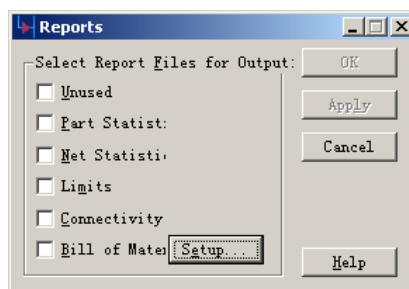 Reports
Select Report Files for Output:
OK
Unused
Apply
Part Statist:
Cancel
Net Statisti
Limits
Connectivity
Bill of Mater
Setup...
Help